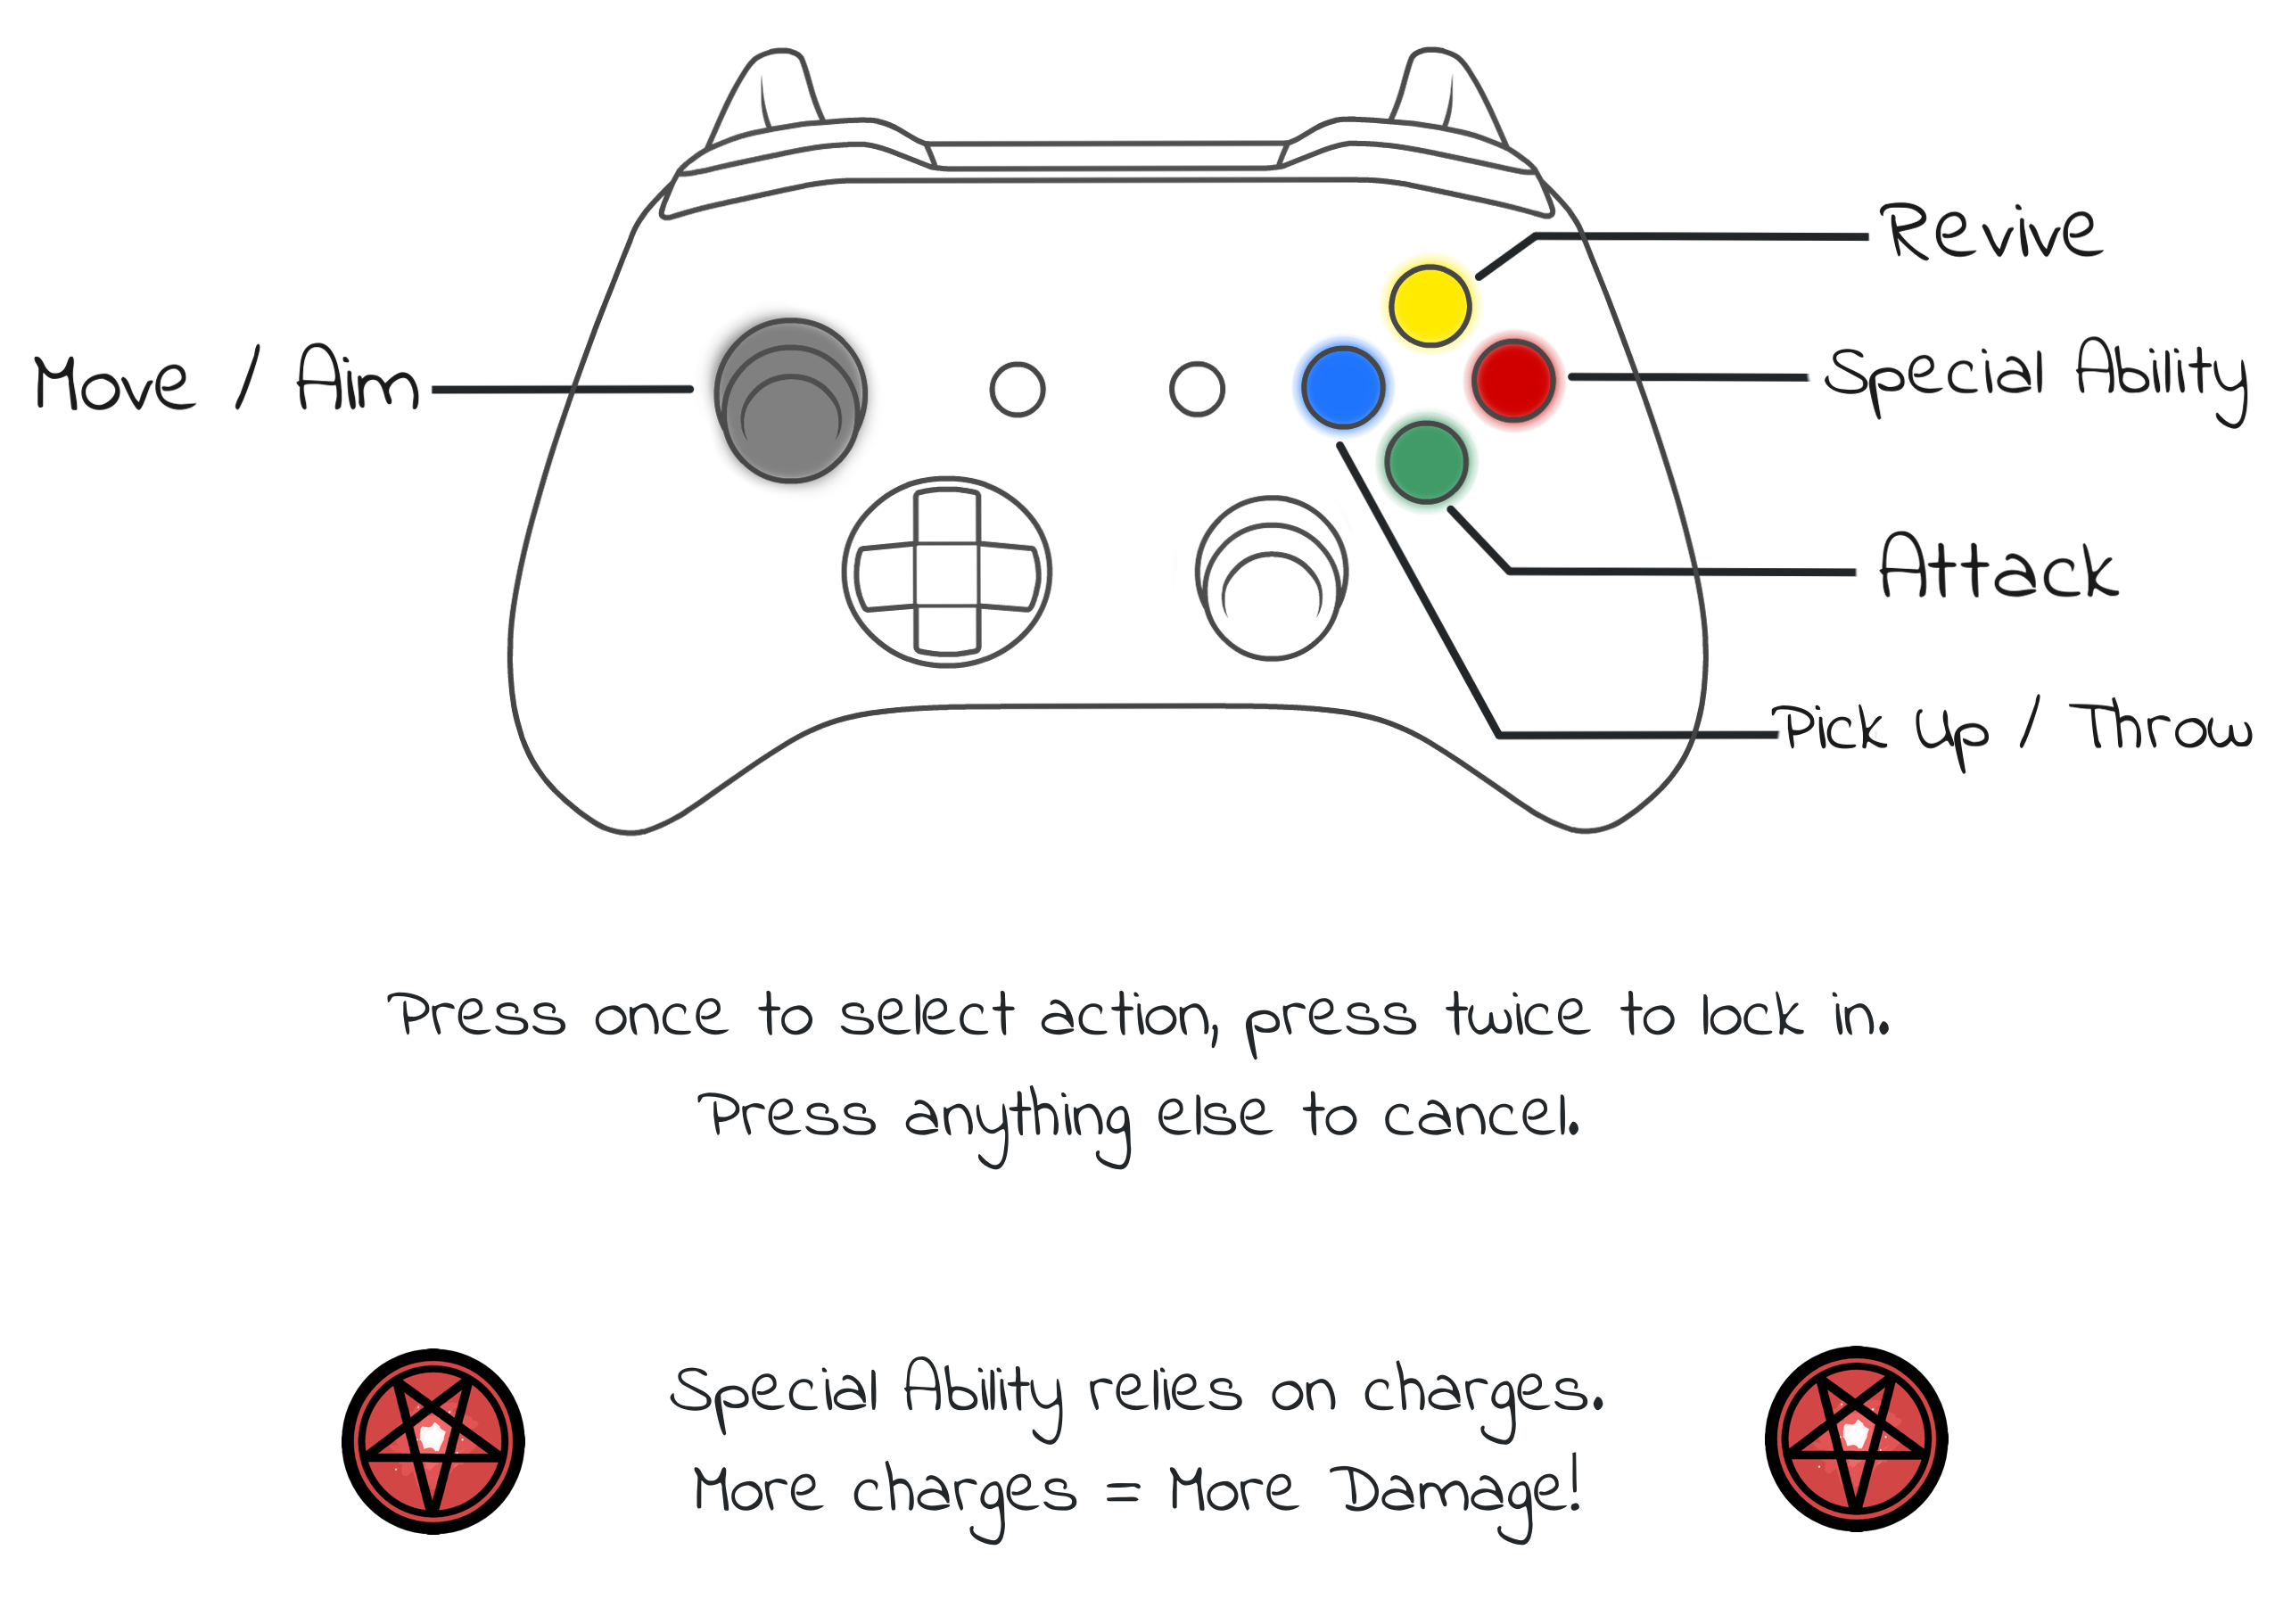 Revive
Move / Aim
Special Ability
Attack
Pick Up / Throw
Press once to select action, press twice to lock in.
Press anything else to cancel.
Special Ability relies on charges.
More charges = More Damage!